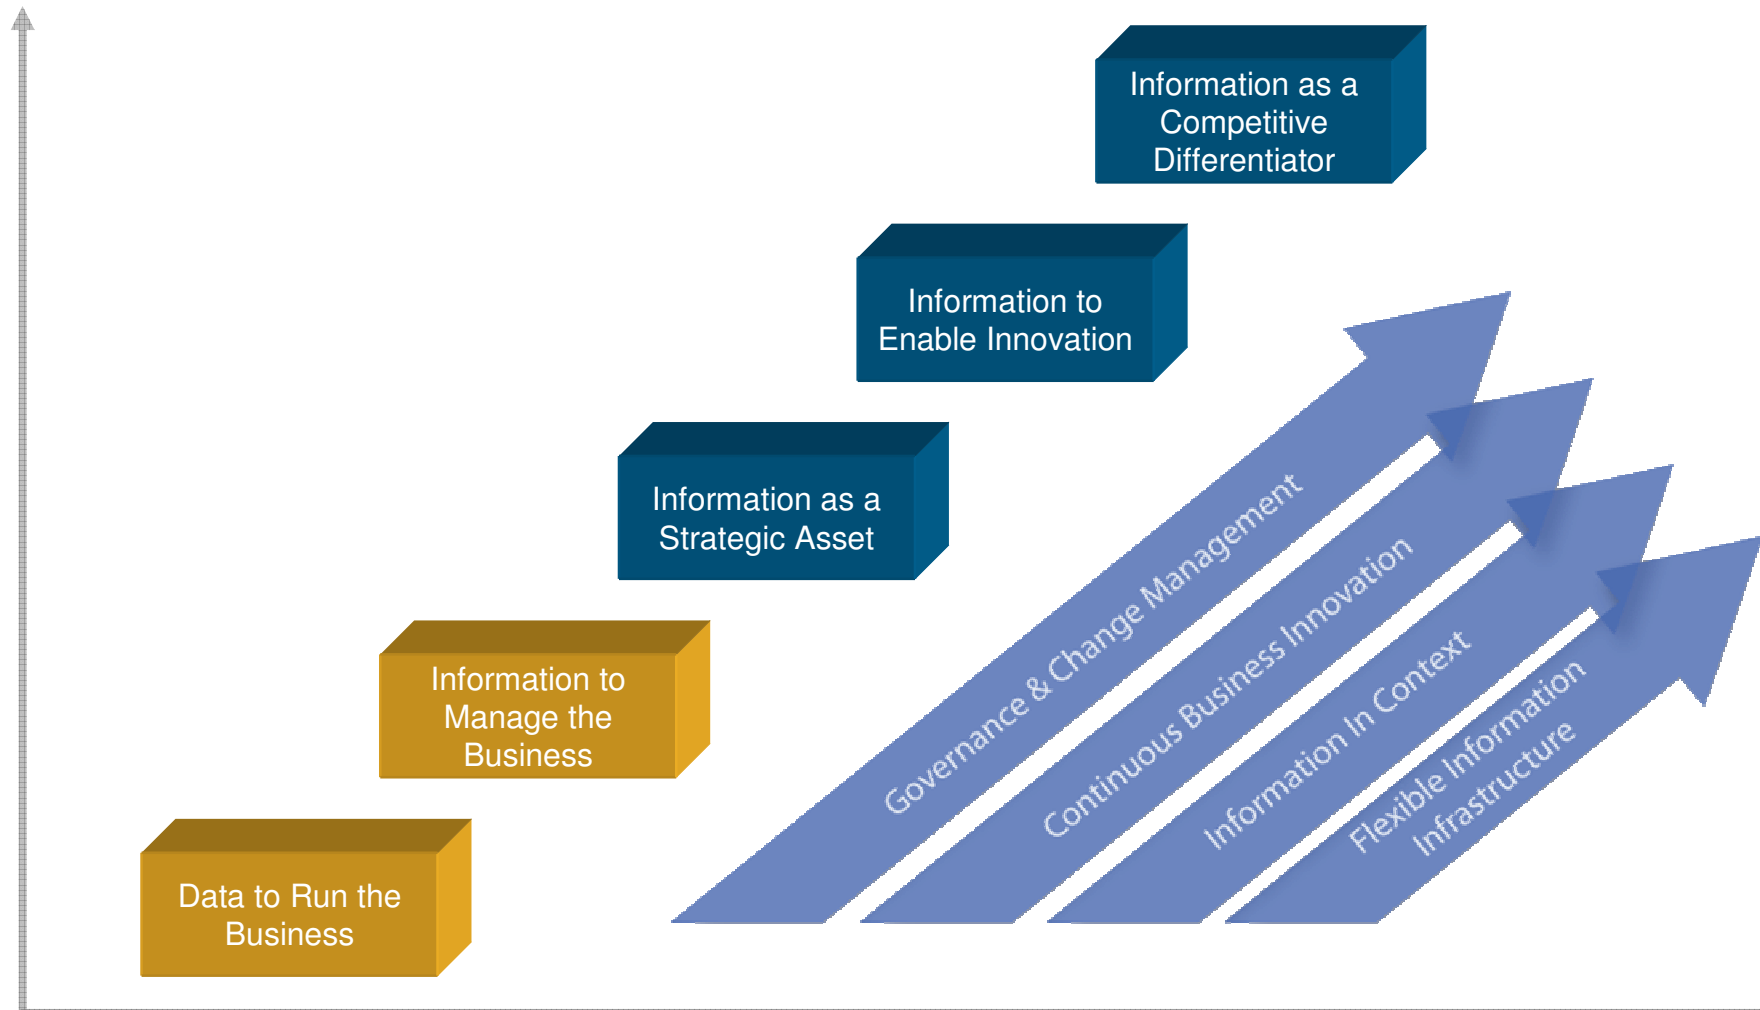 Information as a
Competitive
Differentiator
Information to
Enable Innovation
Information as a
Strategic Asset
Information to
Manage the
Business
Data to Run the
Business
Governance & Change Management
Continuous Business Innovation
Information In Context
Flexible Information
Infrastructure